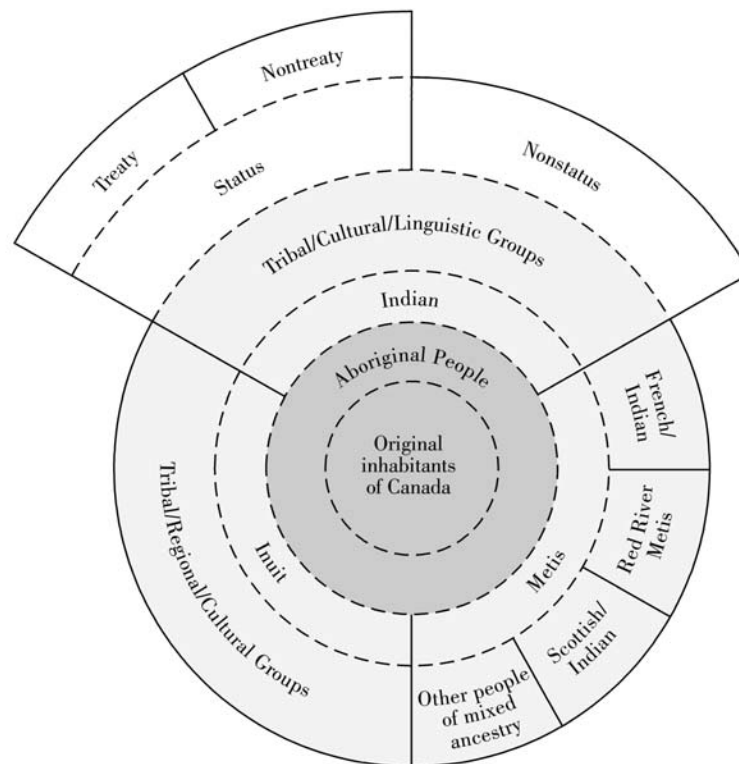 Nontreaty
Treaty
Status
Nonstatus
Tribal/Cultural/Linguistic Groups
Indian
Aboriginal People
Original
inhabitants
of Canada
French/
Indian
Red River
Metis
Scottish/
Indian
Metis
Other people
of mixed
ancestry
Inuit
Tribal/Regional/Cultural Groups